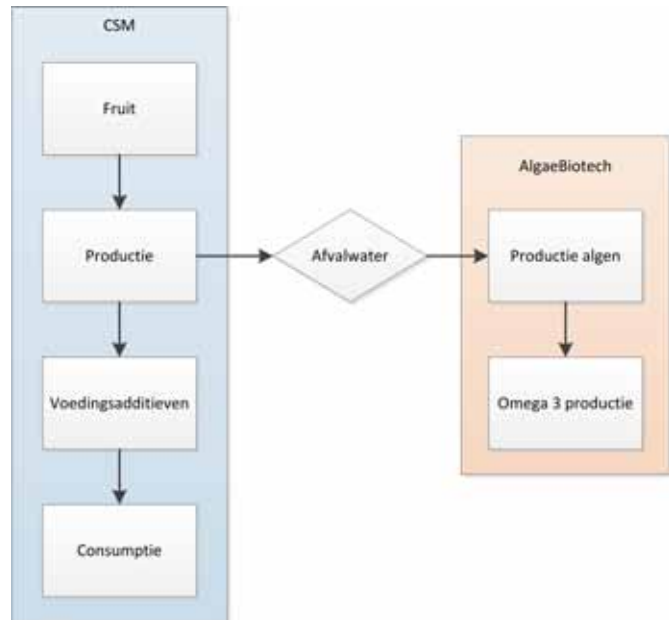 CSM
Fruit
Productie
Voedingsadditieven
Consumptie
Afvalwater
AlgaeBiotech
Productie algen
Omega 3 productie